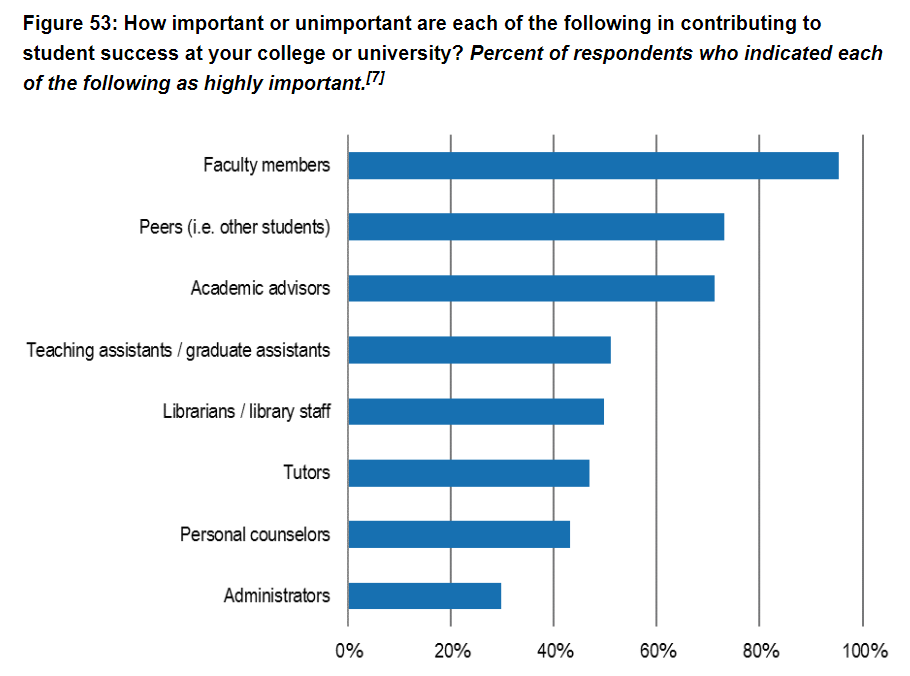 Figure 53: How important or unimportant are each of the following in contributing to
student success at your college or university? Percent of respondents who indicated each
of the following as highly important.[7]
Faculty members
Peers (i.e. other students)
Academic advisors
Teaching assistants / graduate assistants
Librarians / library staff
Tutors
Personal counselors
Administrators
0% 20% 40% 60% 80% 100%